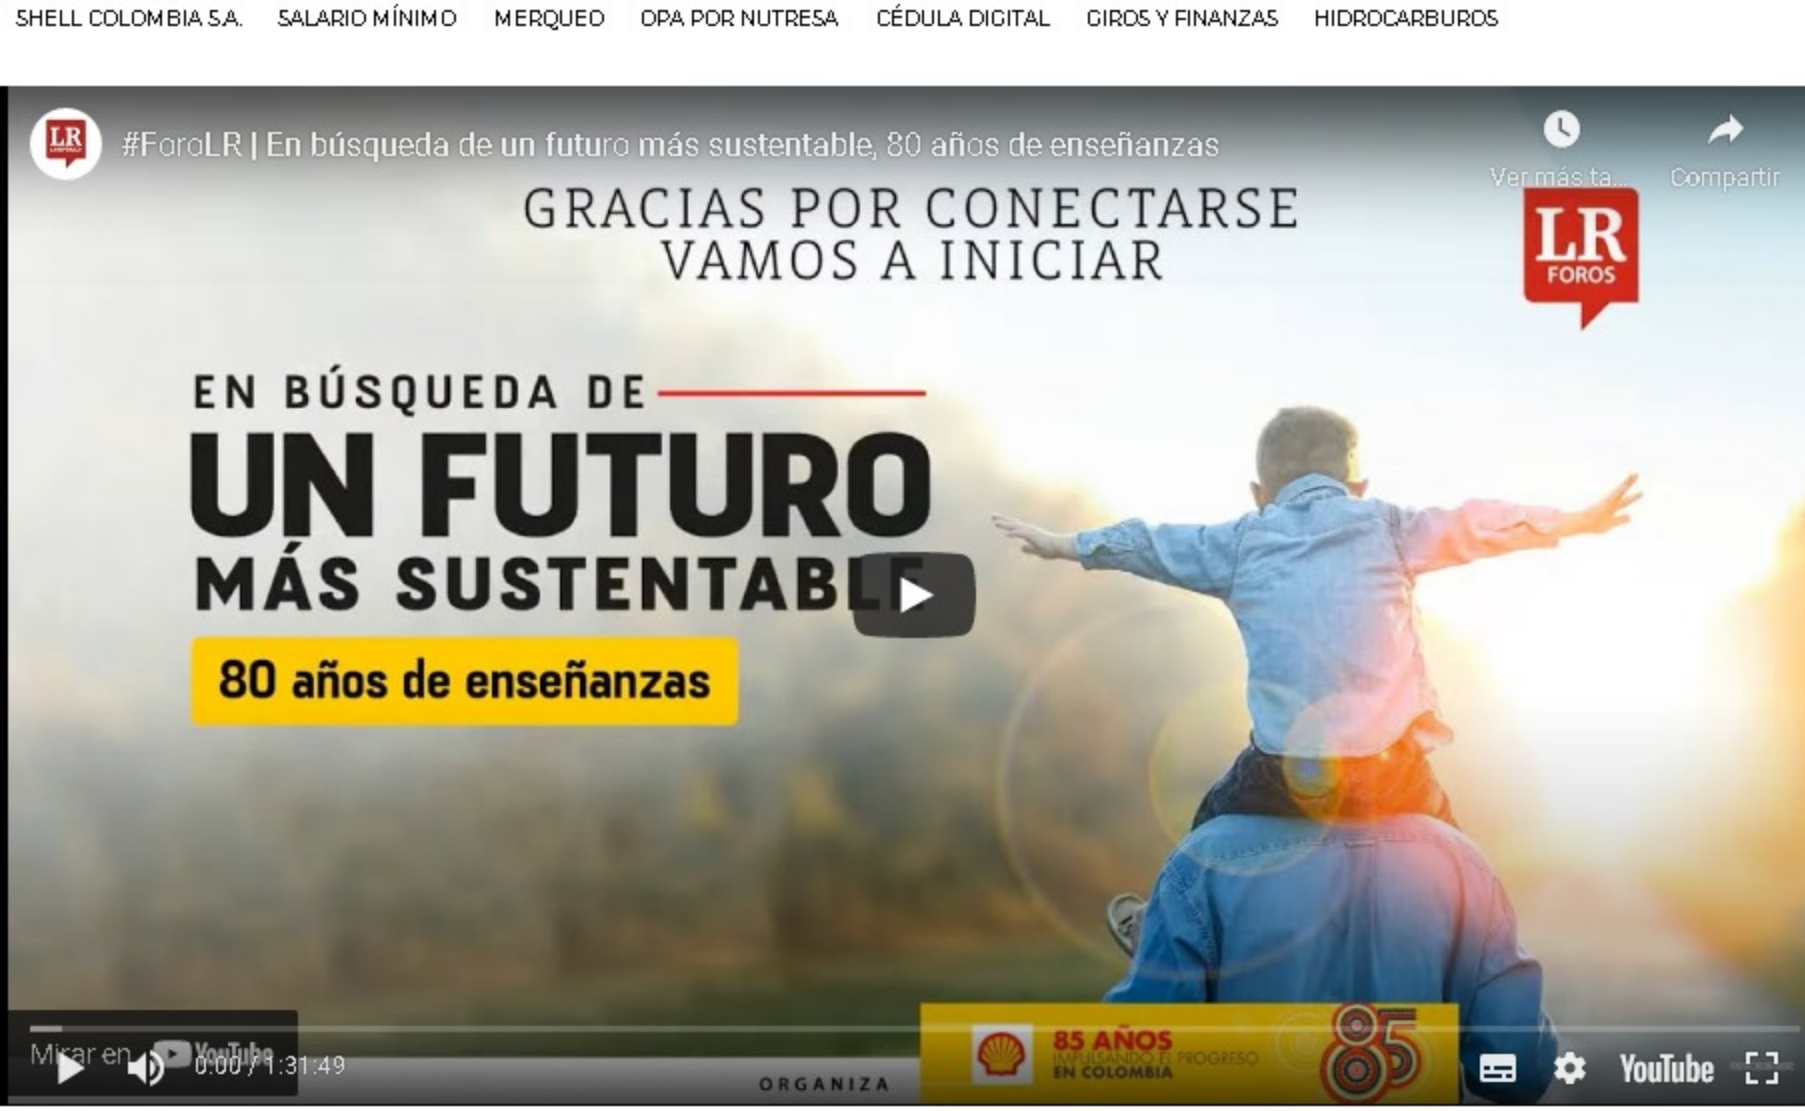 SHELL COLOMBIA S.A. SALARIO MÍNIMO MERQUEO OPA POR NUTRESA CÉDULA DIGITAL GIROS Y FINANZAS HIDROCARBUROS
LR
#ForoLR | En búsqueda de un futuro más sustentable, 80 años de enseñanzas
Ver más ta... Compartir
GRACIAS POR CONECTARSE
VAMOS A INICIAR
LR
FOROS
EN BÚSQUEDA DE
UN FUTURO
MÁS SUSTENTABLE
80 años de enseñanzas
85 AÑOS
IMPULSANDO EL PROGRESO
EN COLOMBIA
85
Mirar en YouTube
0:00 / 1:31:49
ORGANIZA
YouTube